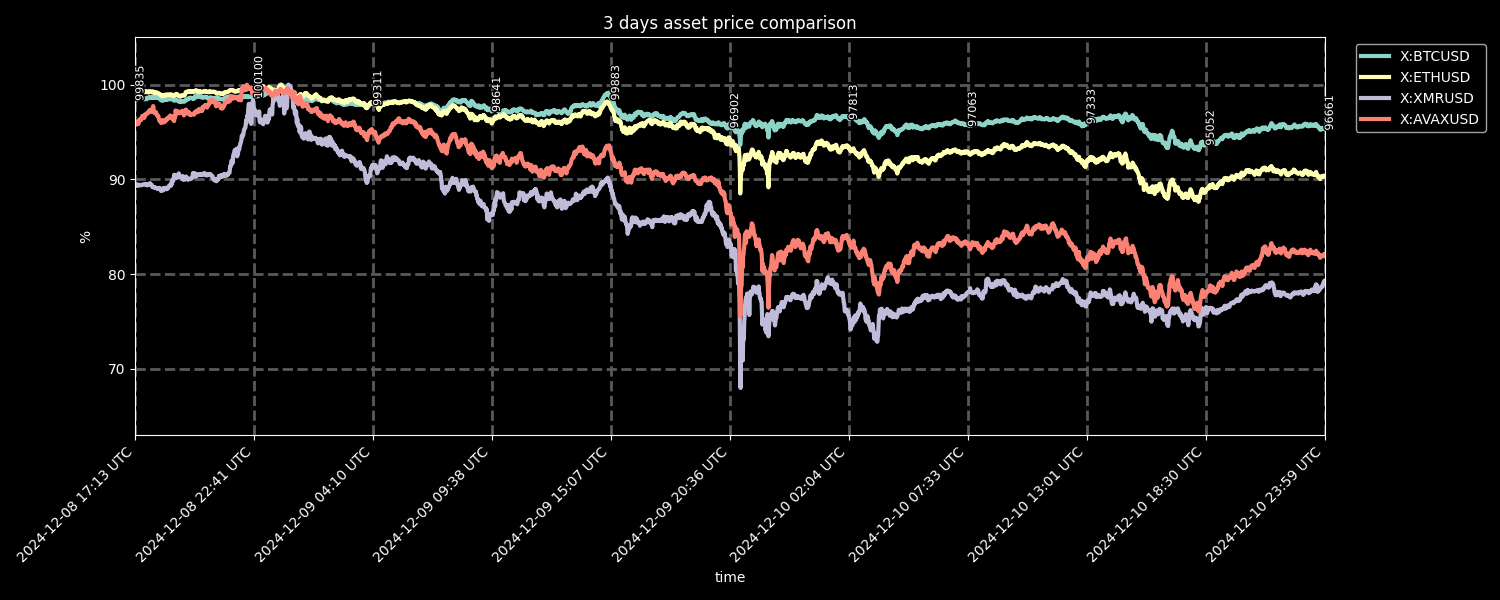 3 days asset price comparison
X:BTCUSD
X:ETHUSD
X:XMRUSD
X:AVAXUSD
100
90
80
70
%
99835
100100
99311
98641
99883
96902
97813
97063
97333
95052
96661
2024-12-08 17:13 UTC
2024-12-08 22:41 UTC
2024-12-09 04:10 UTC
2024-12-09 09:38 UTC
2024-12-09 15:07 UTC
2024-12-09 20:36 UTC
2024-12-10 02:04 UTC
2024-12-10 07:33 UTC
2024-12-10 13:01 UTC
2024-12-10 18:30 UTC
2024-12-10 23:59 UTC
time